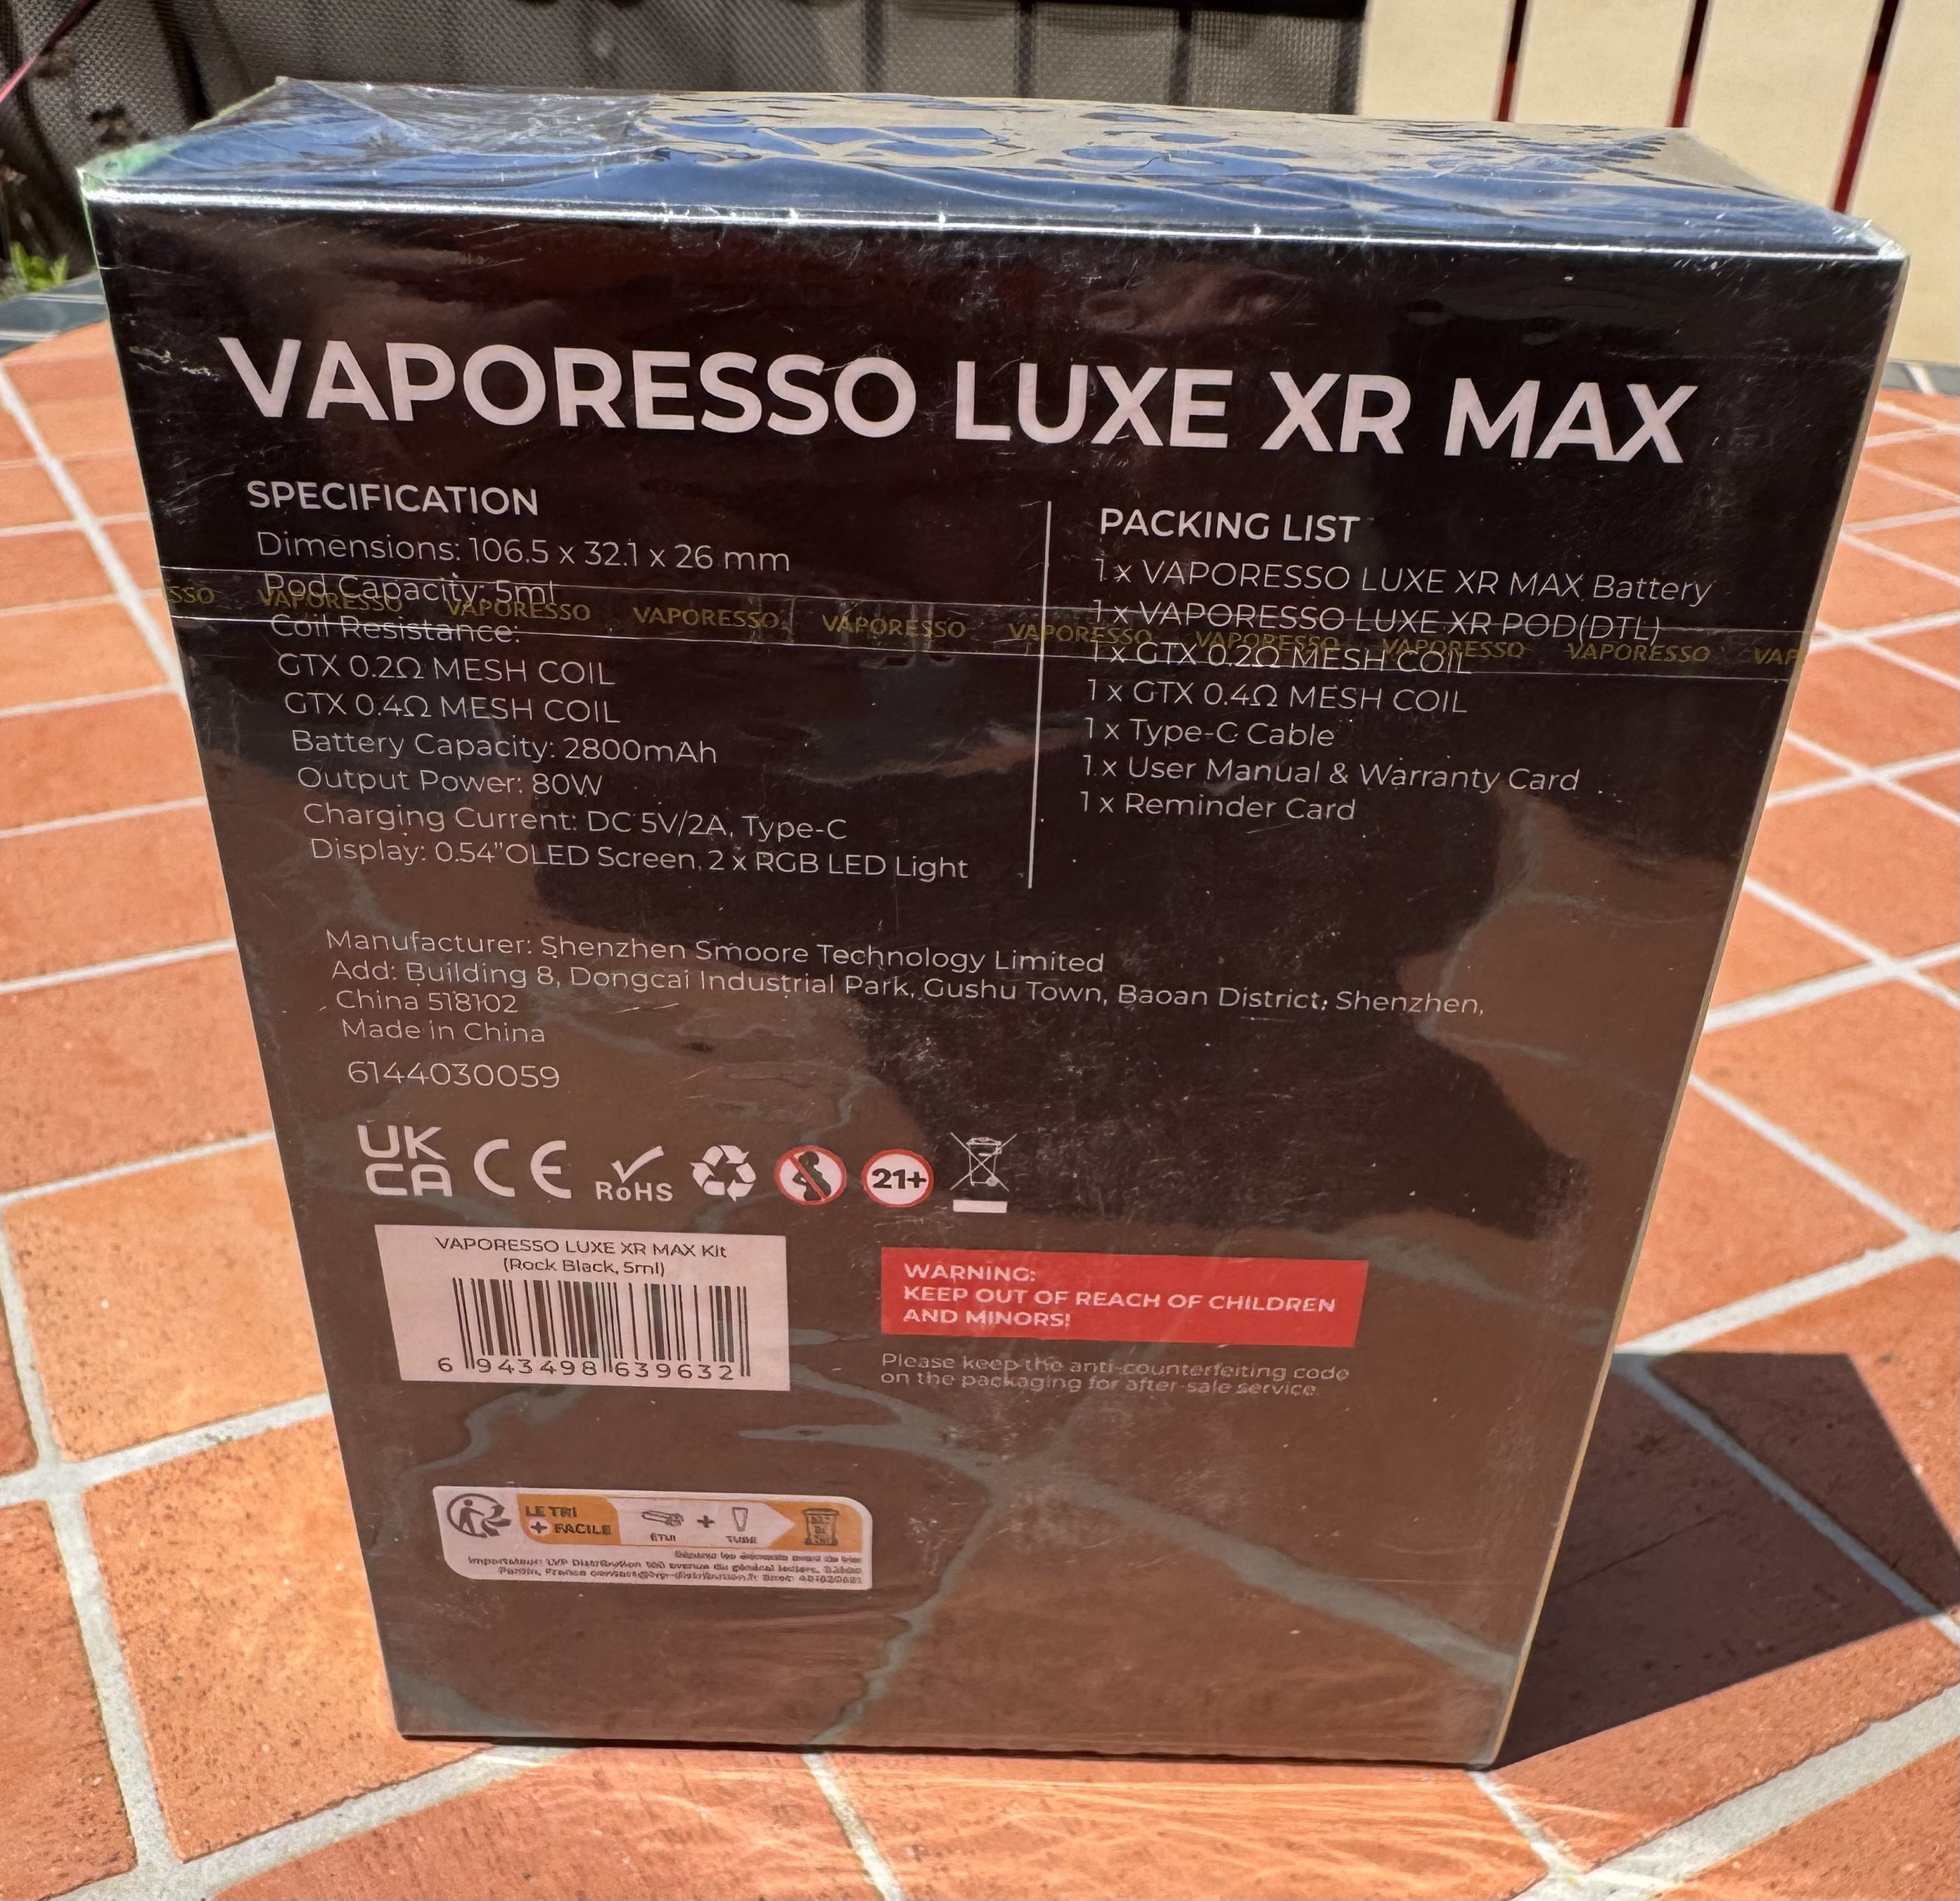 VAPORESSO LUXE XR MAX
SPECIFICATION
Dimensions: 106.5 x 32.1 x 26 mm
Pod Capacity: 5ml
SSO VAPORESSO VAPORESSO VAPORESSO VAPORESSO VAPORESSO VAPORESSO VAPORESSO VAPORESSO VAP
Coil Resistance:
GTX 0.2Ω MESH COIL
GTX 0.4Ω MESH COIL
Battery Capacity: 2800mAh
Output Power: 80W
Charging Current: DC 5V/2A, Type-C
Display: 0.54”OLED Screen, 2 x RGB LED Light
PACKING LIST
1 x VAPORESSO LUXE XR MAX Battery
1 x VAPORESSO LUXE XR POD(DTL)
1 x GTX 0.2Ω MESH COIL
1 x GTX 0.4Ω MESH COIL
1 x Type-C Cable
1 x User Manual & Warranty Card
1 x Reminder Card
Manufacturer: Shenzhen Smoore Technology Limited
Add: Building 8, Dongcai Industrial Park, Gushu Town, Baoan District, Shenzhen,
China 518102
Made in China
6144030059
UK
CA CE RoHS 21+
VAPORESSO LUXE XR MAX Kit
(Rock Black, 5ml)
6 943498 639632
WARNING:
KEEP OUT OF REACH OF CHILDREN
AND MINORS!
Please keep the anti-counterfeiting code
on the packaging for after-sale service
LE TRI
+ FACILE
ÉTUI + TUBE